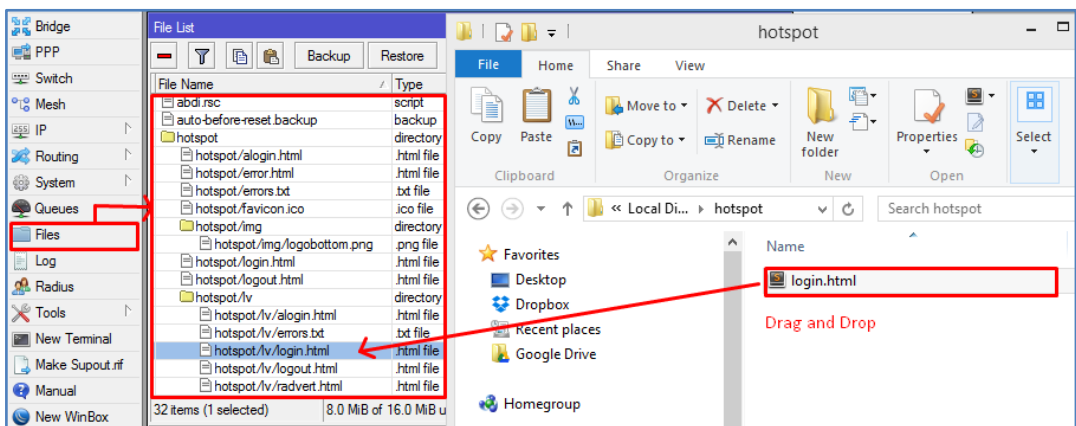 Bridge
PPP
Switch
Mesh
IP
Routing
System
Queues
Files
Log
Radius
Tools
New Terminal
Make Supout.rif
Manual
New WinBox
File List
Backup Restore
File Name Type
abdi.rsc script
auto-before-reset.backup backup
hotspot directory
hotspot/alogin.html .html file
hotspot/error.html .html file
hotspot/errors.txt .txt file
hotspot/favicon.ico .ico file
hotspot/img directory
hotspot/img/logobottom.png .png file
hotspot/login.html .html file
hotspot/logout.html .html file
hotspot/lv directory
hotspot/lv/alogin.html .html file
hotspot/lv/errors.txt .txt file
hotspot/lv/login.html .html file
hotspot/lv/logout.html .html file
hotspot/lv/radvert.html .html file
32 items (1 selected) 8.0 MiB of 16.0 MiB u
hotspot
File Home Share View
Copy Paste
Move to
Copy to
Delete
Rename
New folder
Properties
Select
Clipboard Organize New Open
« Local Di... hotspot
Search hotspot
Favorites
Desktop
Dropbox
Recent places
Google Drive
Homegroup
Name
login.html
Drag and Drop